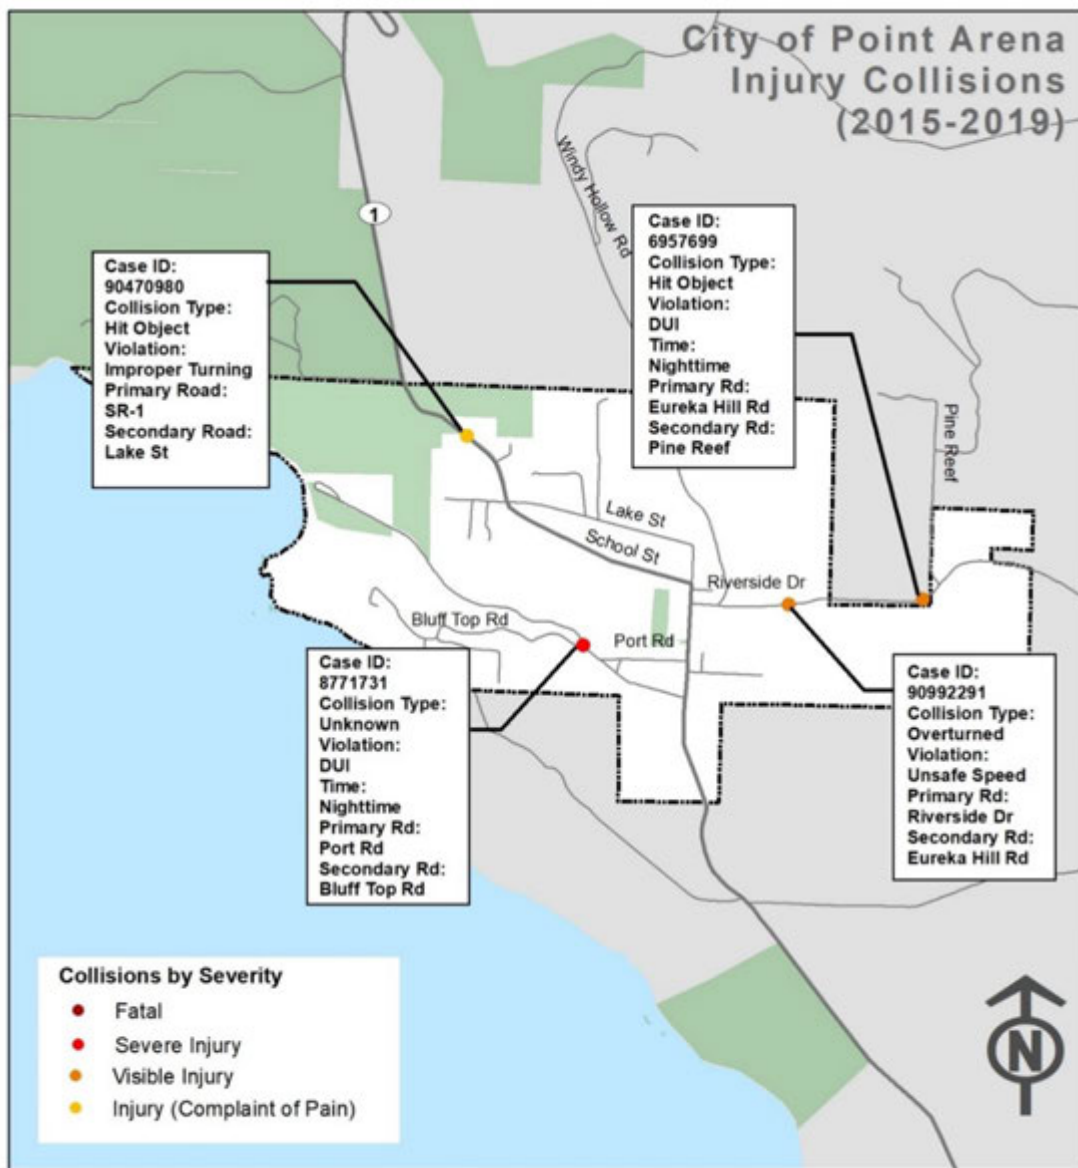 City of Point Arena
Injury Collisions
(2015-2019)
Windy Hollow Rd
1
Case ID:
90470980
Collision Type:
Hit Object
Violation:
Improper Turning
Primary Road:
SR-1
Secondary Road:
Lake St
Case ID:
6957699
Collision Type:
Hit Object
Violation:
DUI
Time:
Nighttime
Primary Rd:
Eureka Hill Rd
Secondary Rd:
Pine Reef
Pine Reef
Lake St
School St
Riverside Dr
Bluff Top Rd
Port Rd
Case ID:
8771731
Collision Type:
Unknown
Violation:
DUI
Time:
Nighttime
Primary Rd:
Port Rd
Secondary Rd:
Bluff Top Rd
Case ID:
90992291
Collision Type:
Overturned
Violation:
Unsafe Speed
Primary Rd:
Riverside Dr
Secondary Rd:
Eureka Hill Rd
Collisions by Severity
Fatal
Severe Injury
Visible Injury
Injury (Complaint of Pain)
N